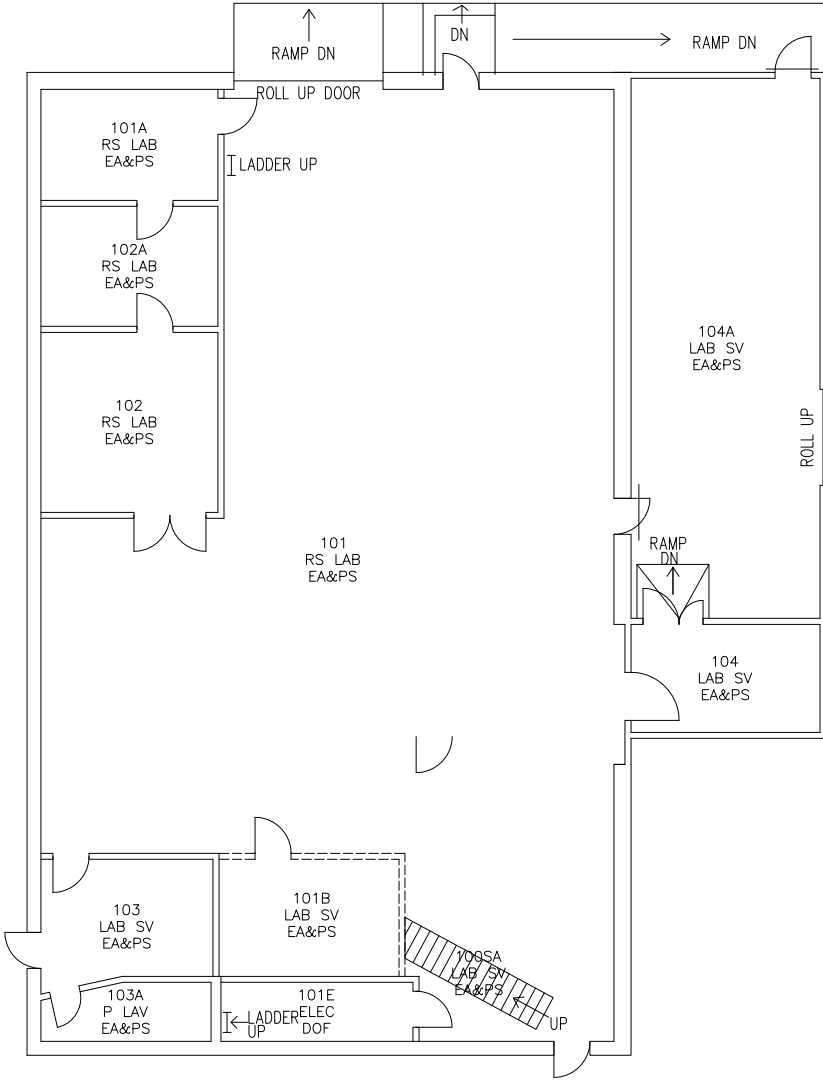 DN
RAMP DN
RAMP DN
ROLL UP DOOR
101A
RS LAB
EA&PS
LADDER UP
102A
RS LAB
EA&PS
104A
LAB SV
EA&PS
102
RS LAB
EA&PS
ROLL UP
101
RS LAB
EA&PS
RAMP
DN
104
LAB SV
EA&PS
103
LAB SV
EA&PS
101B
LAB SV
EA&PS
100SA
LAB SV
EA&PS
103A
P LAV
EA&PS
LADDER
UP
101E
ELEC
DOF
UP